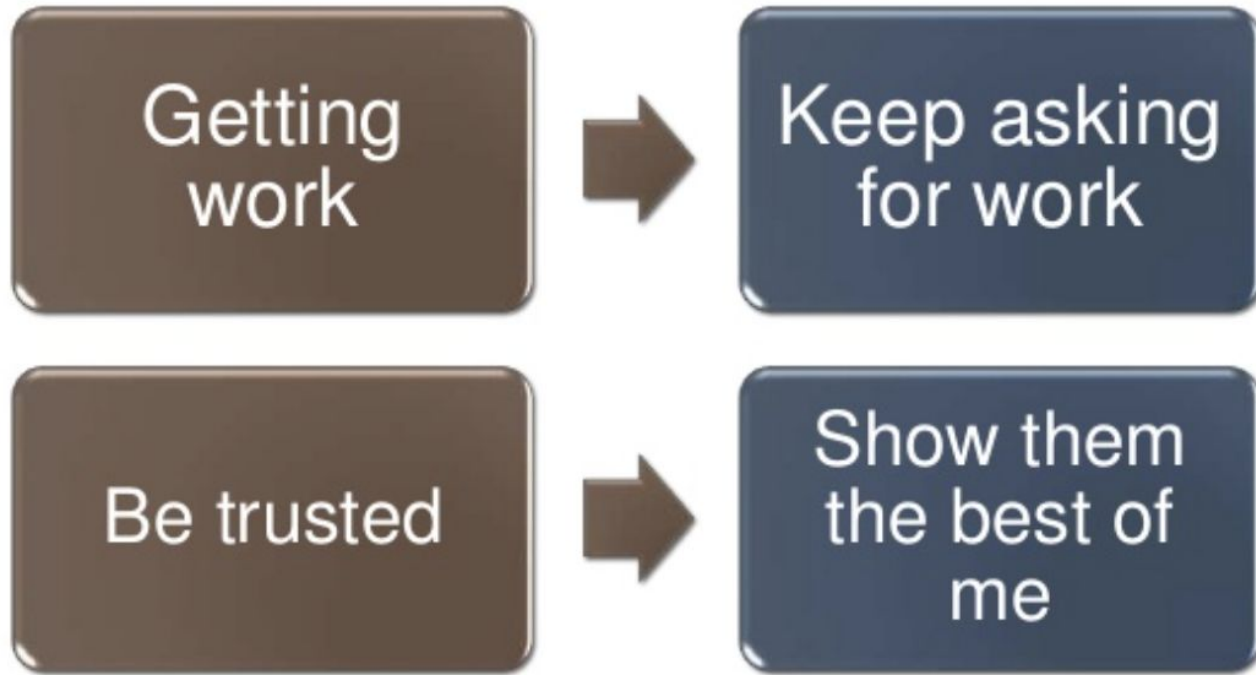 Getting
work
Keep asking
for work
Be trusted
Show them
the best of
me